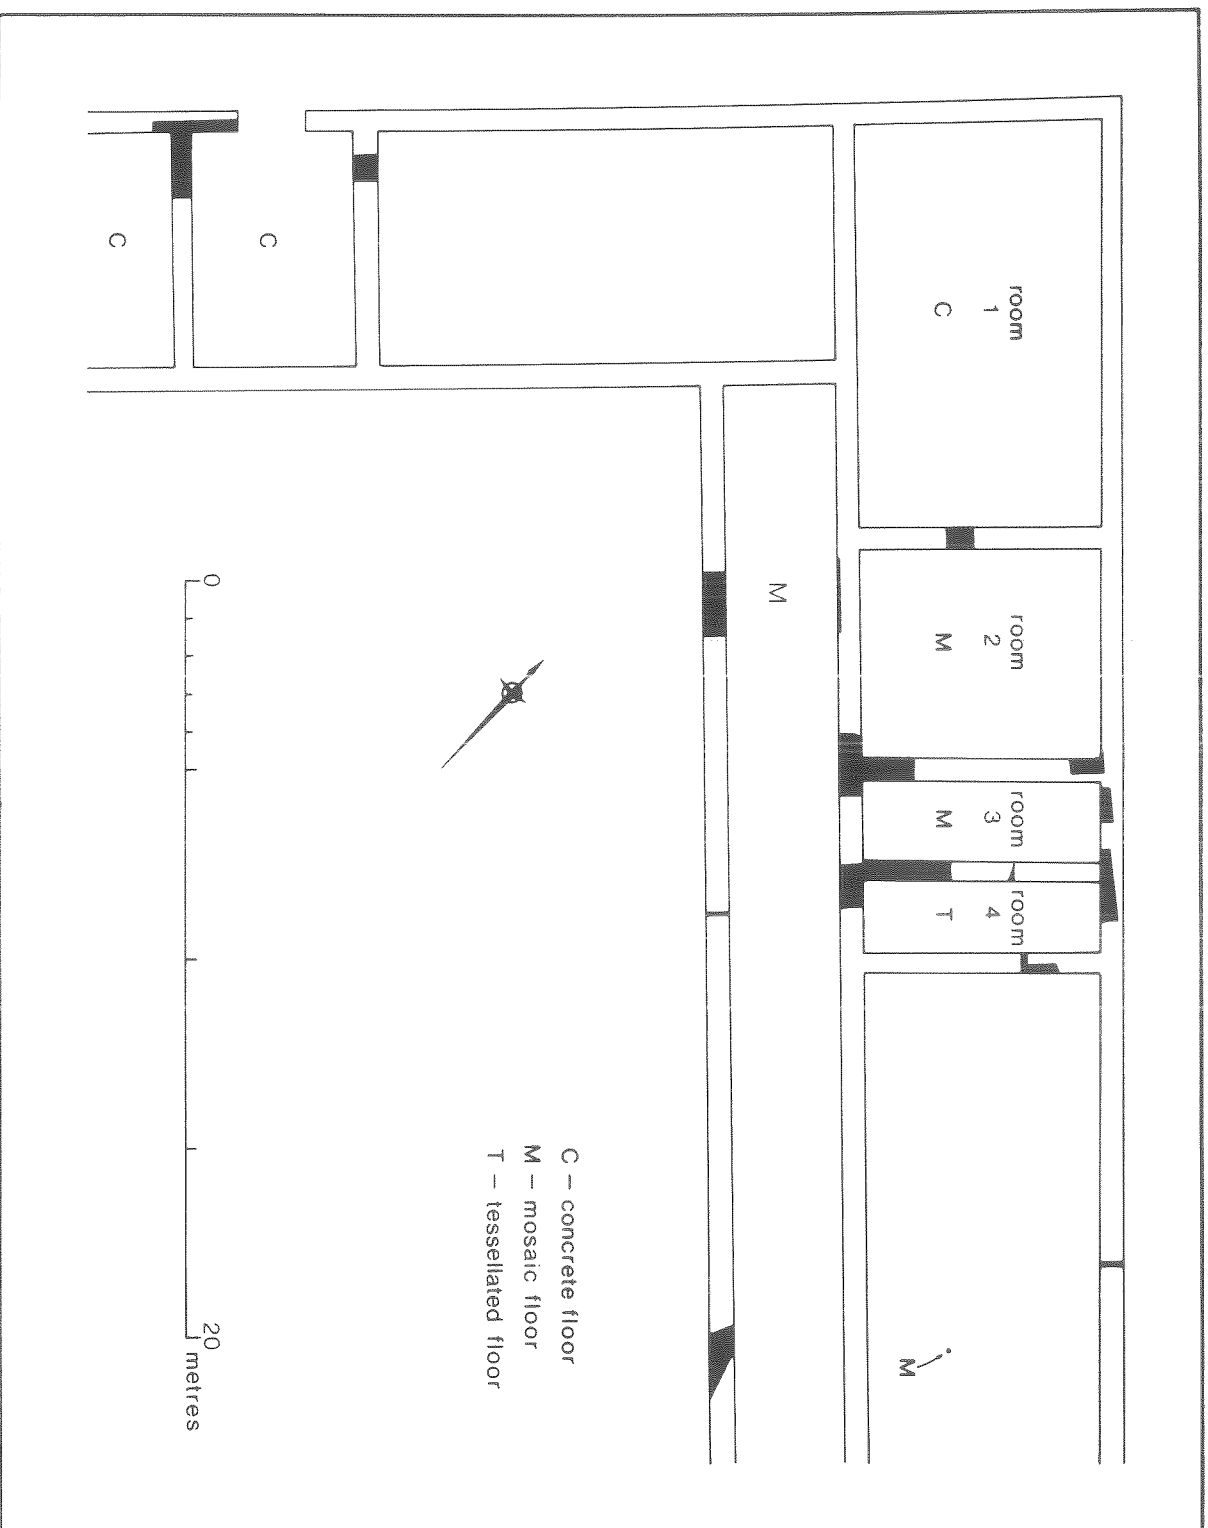 room
1
C
room
2
M
room
3
M
room
4
T
M
M
C
C
C – concrete floor
M – mosaic floor
T – tessellated floor
0
20
metres